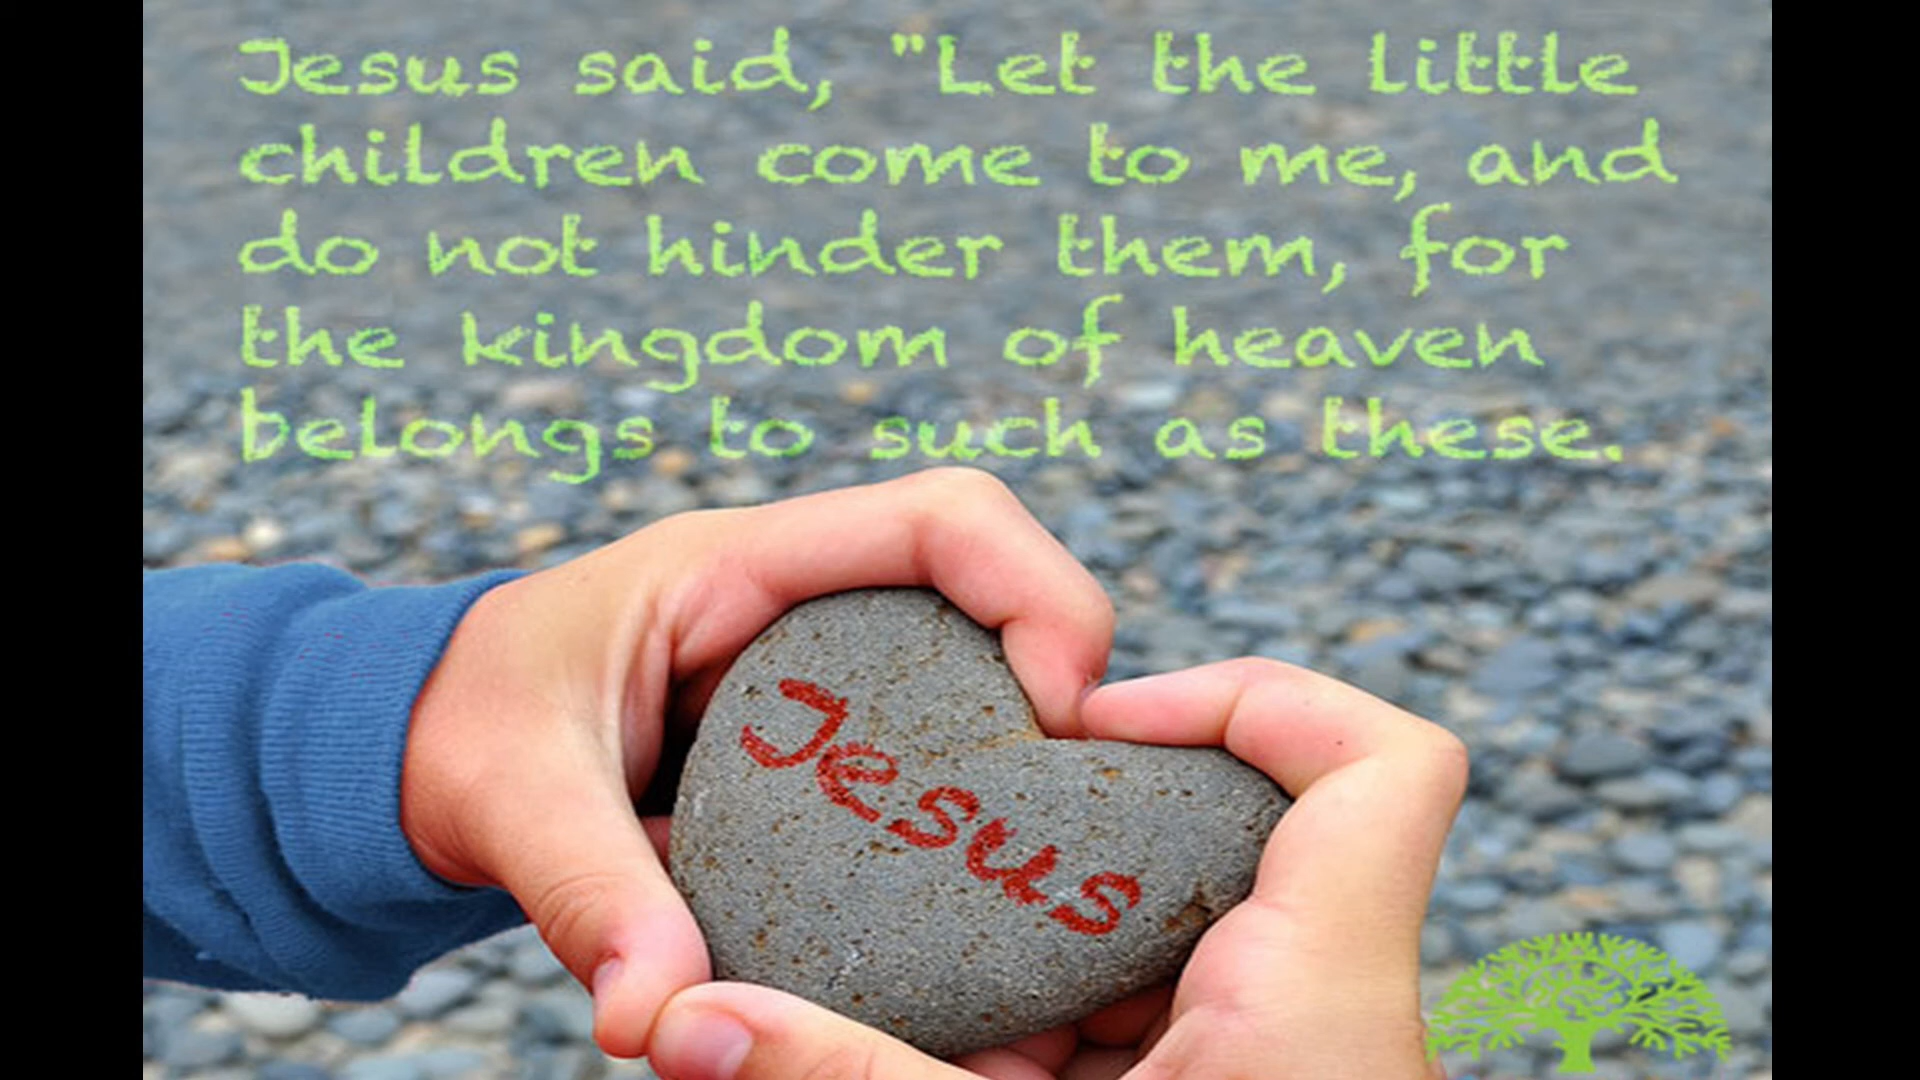 Jesus said, "Let the little
children come to me, and
do not hinder them, for
the kingdom of heaven
belongs to such as these.
Jesus